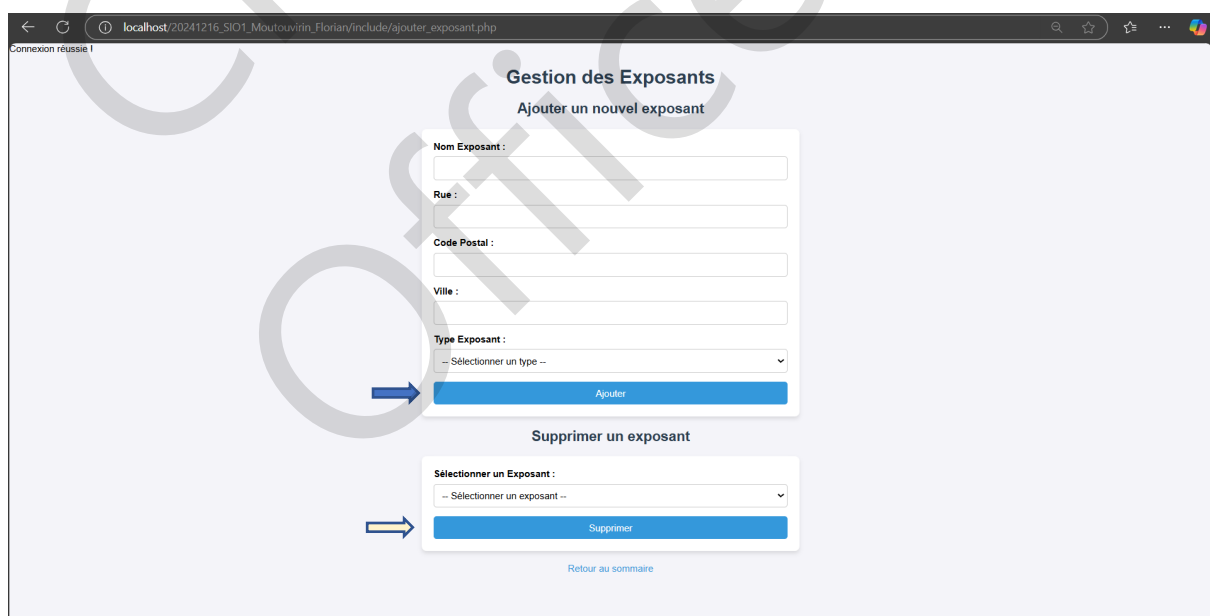 localhost/20241216_SIO1_Moutouvirin_Florian/include/ajouter_exposant.php
Connexion réussie !
Gestion des Exposants
Ajouter un nouvel exposant
Nom Exposant :
Rue :
Code Postal :
Ville :
Type Exposant :
-- Sélectionner un type --
Ajouter
Supprimer un exposant
Sélectionner un Exposant :
-- Sélectionner un exposant --
Supprimer
Retour au sommaire
Office